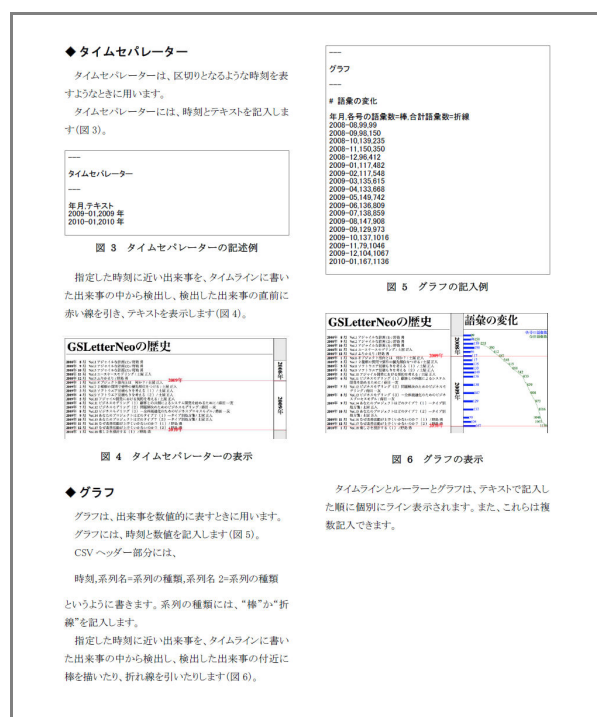 ◆ タイムセパレーター
タイムセパレーターは、区切りとなるような時刻を表
すようなときに用います。
タイムセパレーターには、時刻とテキストを記入しま
す(図 3)。
---
タイムセパレーター
---
年月,テキスト
2009-01,2009 年
2010-01,2010 年
図 3 タイムセパレーターの記述例
指定した時刻に近い出来事を、タイムラインに書い
た出来事の中から検出し、検出した出来事の直前に
赤い線を引き、テキストを表示します(図 4)。
GSLetterNeoの歴史
2008年
2009年
図 4 タイムセパレーターの表示
◆ グラフ
グラフは、出来事を数値的に表すときに用います。
グラフには、時刻と数値を記入します(図 5)。
CSV ヘッダー部分には、
時刻,系列名=系列の種類,系列名 2=系列の種類
というように書きます。系列の種類には、“棒”か“折
線”を記入します。
指定した時刻に近い出来事を、タイムラインに書い
た出来事の中から検出し、検出した出来事の付近に
棒を描いたり、折れ線を引いたりします(図 6)。
---
グラフ
---
# 語彙の変化
年月,各号の語彙数=棒,合計語彙数=折線
2008-08,99,99
2008-09,98,150
2008-10,139,235
2008-11,150,350
2008-12,96,412
2009-01,117,482
2009-02,117,548
2009-03,135,615
2009-04,133,668
2009-05,149,742
2009-06,136,809
2009-07,138,859
2009-08,147,908
2009-09,129,973
2009-10,137,1016
2009-11,79,1046
2009-12,104,1067
2010-01,167,1136
図 5 グラフの記入例
GSLetterNeoの歴史
語彙の変化
2008年
2009年
図 6 グラフの表示
タイムラインとルーラーとグラフは、テキストで記入し
た順に個別にライン表示されます。また、これらは複
数記入できます。